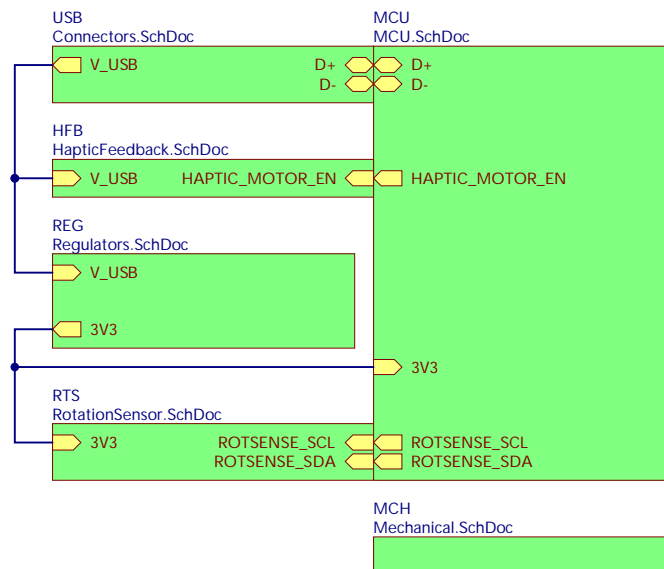 USB
Connectors.SchDoc
V_USB
D+
D-
MCU
MCU.SchDoc
D+
D-
HFB
HapticFeedback.SchDoc
V_USB
HAPTIC_MOTOR_EN
HAPTIC_MOTOR_EN
REG
Regulators.SchDoc
V_USB
3V3
3V3
RTS
RotationSensor.SchDoc
3V3
ROTSENSE_SCL
ROTSENSE_SDA
ROTSENSE_SCL
ROTSENSE_SDA
MCH
Mechanical.SchDoc